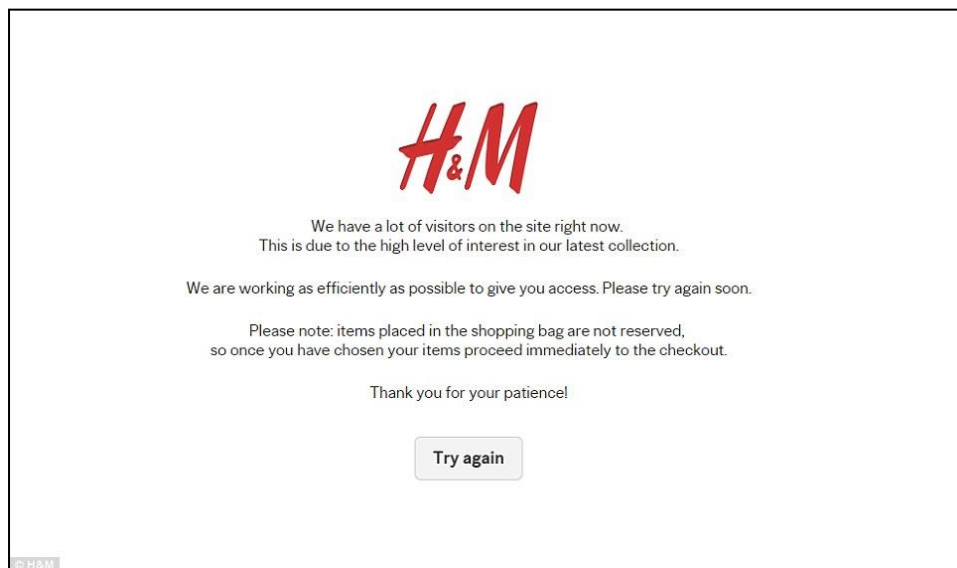 H&M
We have a lot of visitors on the site right now.
This is due to the high level of interest in our latest collection.
We are working as efficiently as possible to give you access. Please try again soon.
Please note: items placed in the shopping bag are not reserved,
so once you have chosen your items proceed immediately to the checkout.
Thank you for your patience!
Try again
© H&M